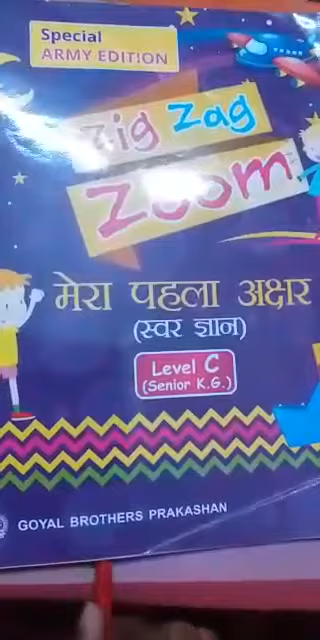 Special
ARMY EDITION
Zig Zag
Zoom
मेरा पहला अक्षर
(स्वर ज्ञान)
Level C
(Senior K.G.)
GOYAL BROTHERS PRAKASHAN